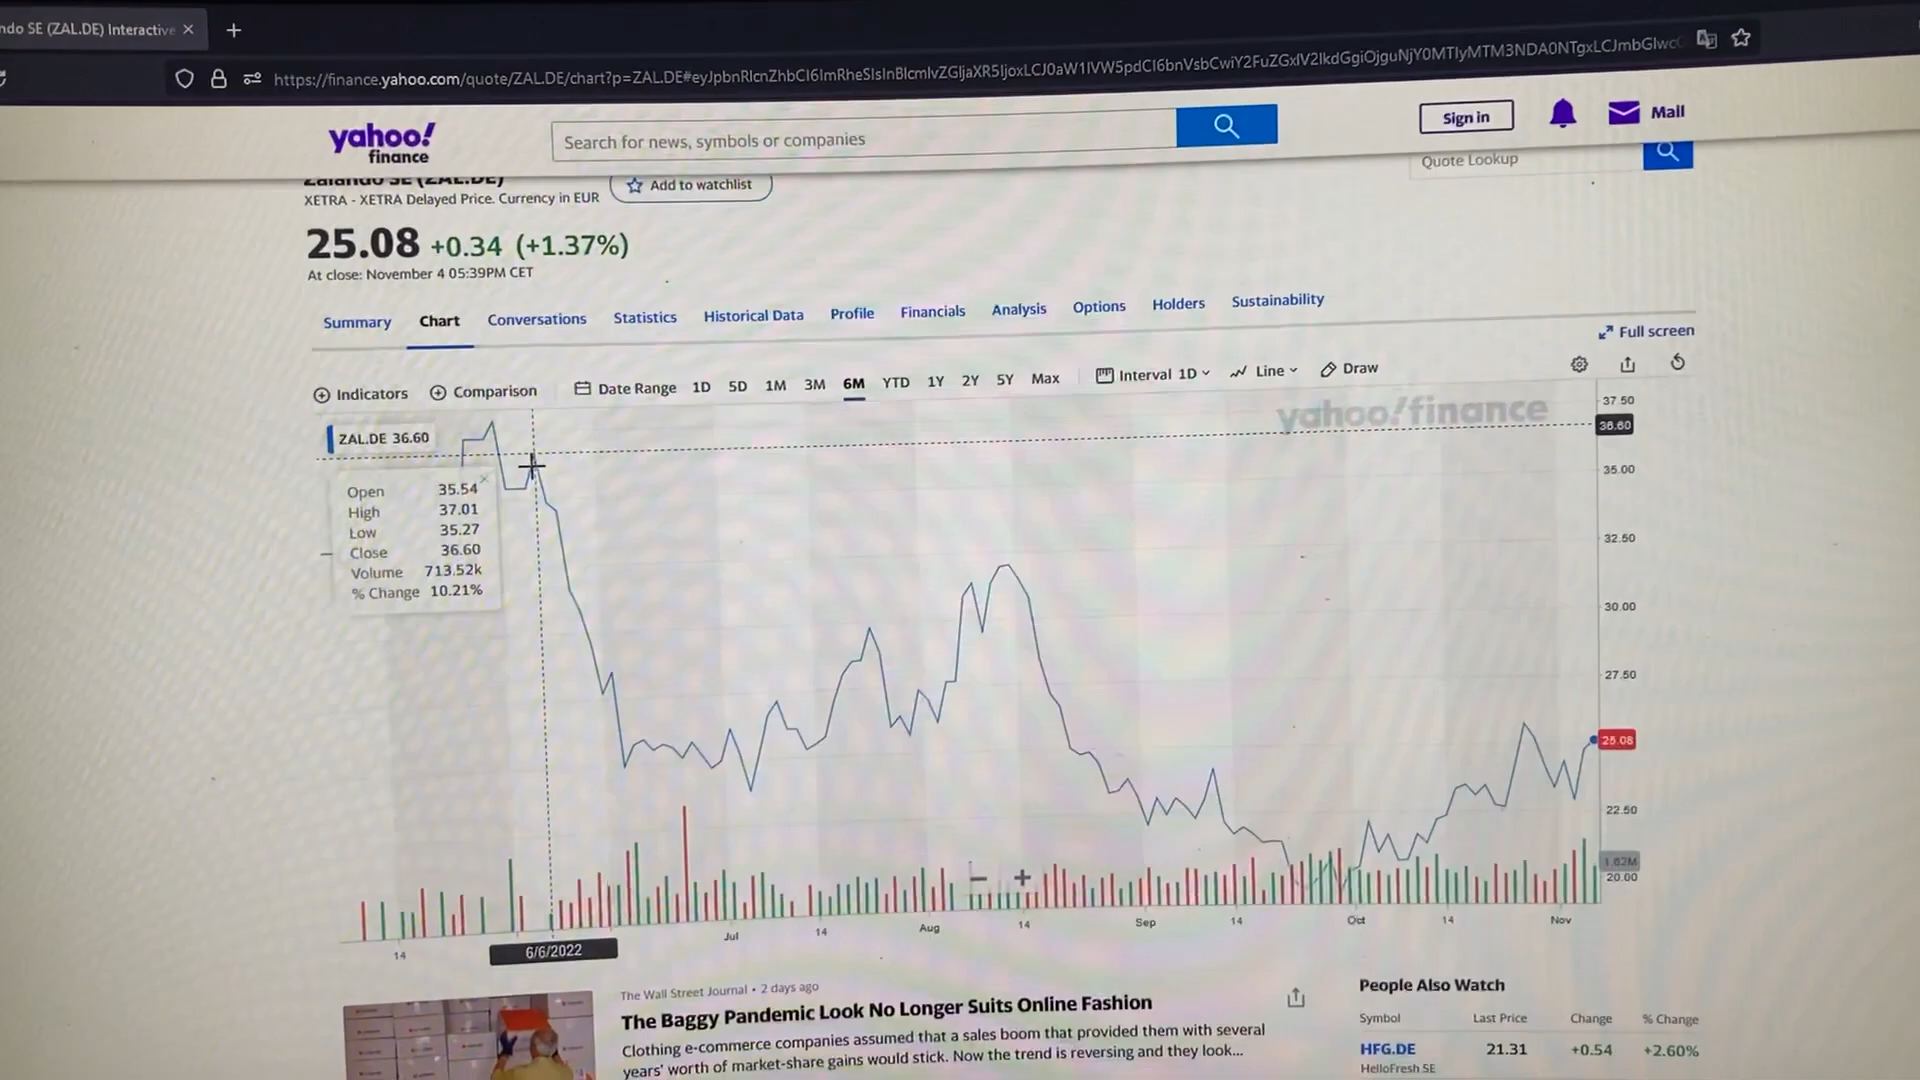 ndo SE (ZAL.DE) Interactive
yahoo!
finance
Search for news, symbols or companies
Sign in
Mail
Quote Lookup
Zalando SE (ZAL.DE)
Add to watchlist
XETRA - XETRA Delayed Price. Currency in EUR
25.08 +0.34 (+1.37%)
At close: November 4 05:39PM CET
Summary Chart Conversations Statistics Historical Data Profile Financials Analysis Options Holders Sustainability
Full screen
Indicators Comparison Date Range 1D 5D 1M 3M 6M YTD 1Y 2Y 5Y Max Interval 1D Line Draw
yahoo!finance
ZAL.DE 36.60
Open 35.54
High 37.01
Low 35.27
Close 36.60
Volume 713.52k
% Change 10.21%
37.50
36.60
35.00
32.50
30.00
27.50
25.08
22.50
1.62M
20.00
14 6/6/2022 Jul 14 Aug 14 Sep 14 Oct 14 Nov
The Wall Street Journal • 2 days ago
The Baggy Pandemic Look No Longer Suits Online Fashion
Clothing e-commerce companies assumed that a sales boom that provided them with several
years' worth of market-share gains would stick. Now the trend is reversing and they look...
People Also Watch
Symbol Last Price Change % Change
HFG.DE 21.31 +0.54 +2.60%
HelloFresh SE